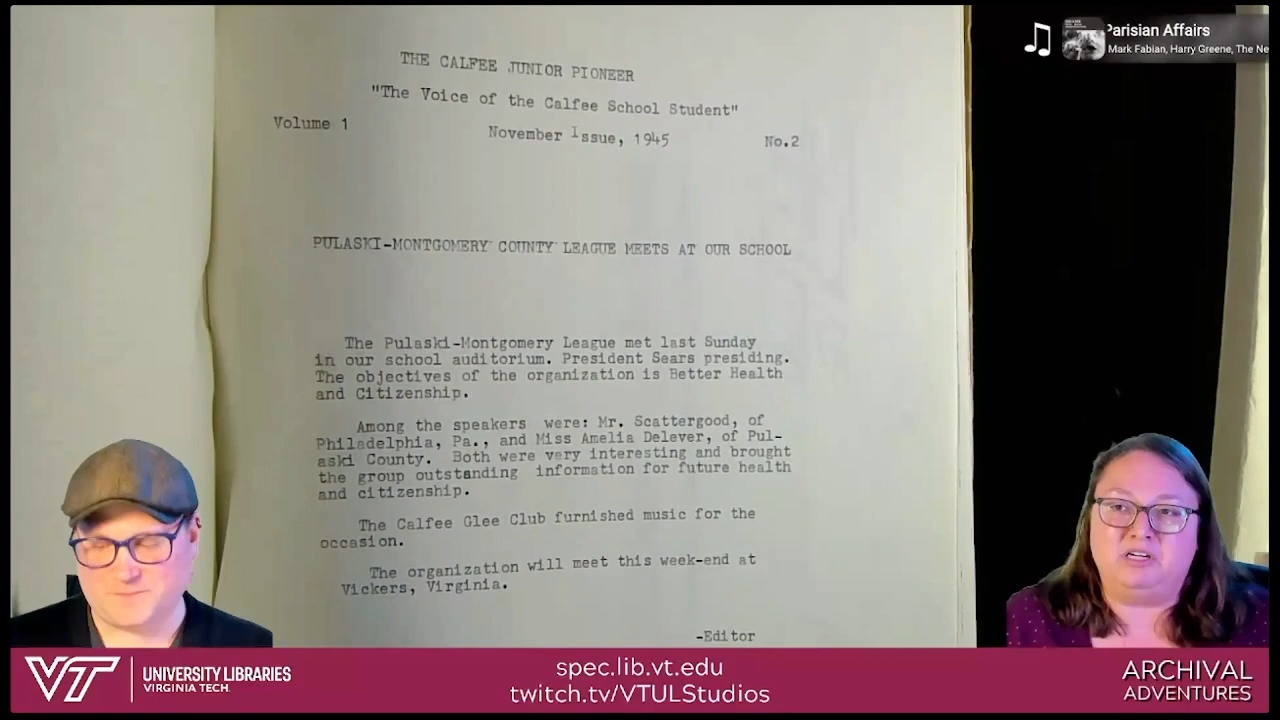 Parisian Affairs
Mark Fabian, Harry Greene, The Ne
THE CALFEE JUNIOR PIONEER
"The Voice of the Calfee School Student"
Volume 1
November Issue, 1945
No.2
PULASKI-MONTGOMERY COUNTY LEAGUE MEETS AT OUR SCHOOL
The Pulaski-Montgomery League met last Sunday
in our school auditorium. President Sears presiding.
The objectives of the organization is Better Health
and Citizenship.
Among the speakers were: Mr. Scattergood, of
Philadelphia, Pa., and Miss Amelia Delever, of Pul-
aski County. Both were very interesting and brought
the group outstanding information for future health
and citizenship.
The Calfee Glee Club furnished music for the
occasion.
The organization will meet this week-end at
Vickers, Virginia.
-Editor
VT UNIVERSITY LIBRARIES
VIRGINIA TECH.
spec.lib.vt.edu
twitch.tv/VTULStudios
ARCHIVAL
ADVENTURES